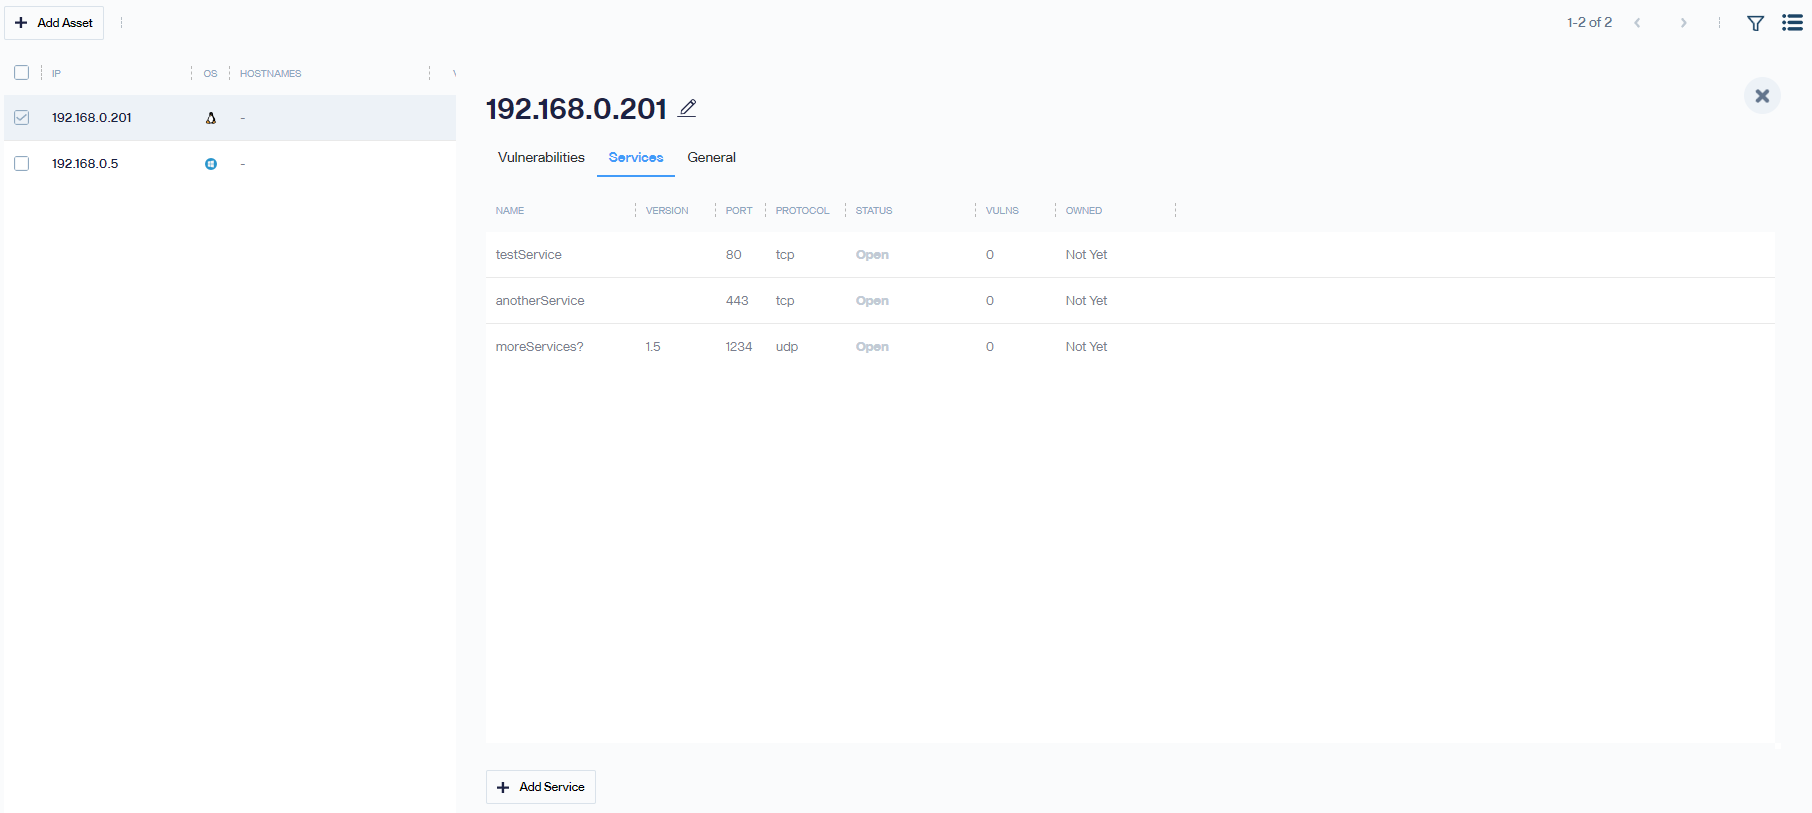 Add Asset
1-2 of 2
IP OS HOSTNAMES
192.168.0.201 -
192.168.0.5 -
192.168.0.201
Vulnerabilities Services General
NAME VERSION PORT PROTOCOL STATUS VULNS OWNED
testService 80 tcp Open 0 Not Yet
anotherService 443 tcp Open 0 Not Yet
moreServices? 1.5 1234 udp Open 0 Not Yet
Add Service